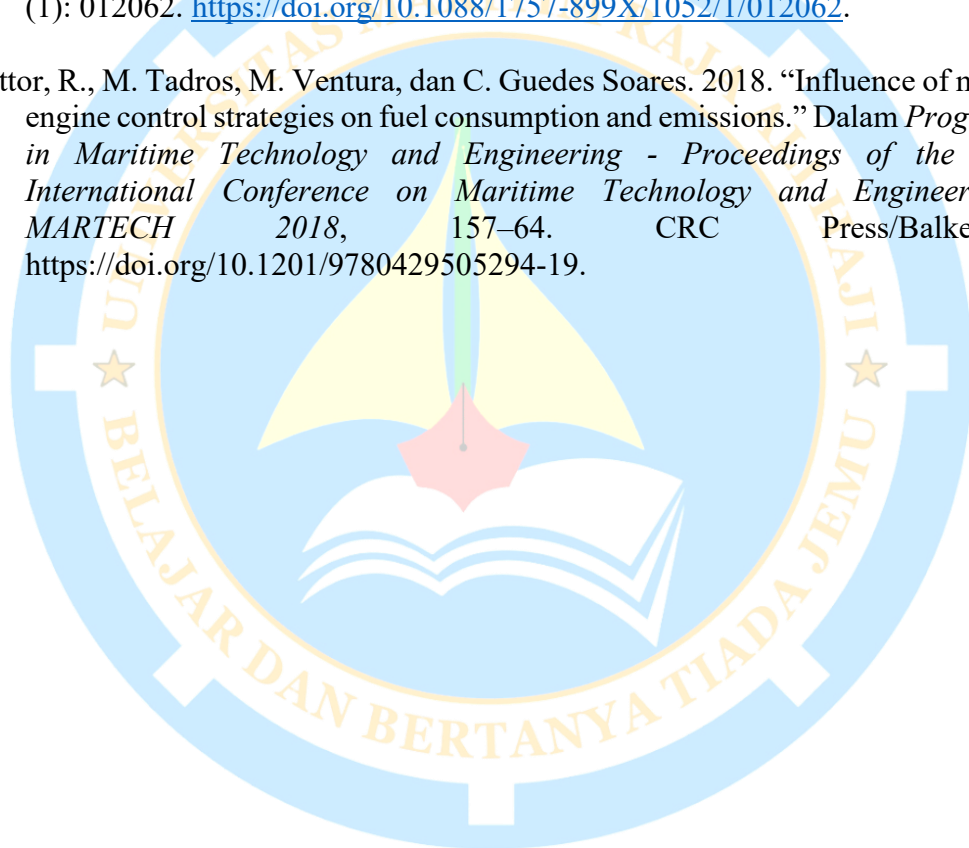 (1): 012062. https://doi.org/10.1088/1757-899X/1052/1/012062.
ttor, R., M. Tadros, M. Ventura, dan C. Guedes Soares. 2018. “Influence of m
engine control strategies on fuel consumption and emissions.” Dalam Prog
in Maritime Technology and Engineering - Proceedings of the
International Conference on Maritime Technology and Engineer
MARTECH 2018, 157–64. CRC Press/Balke
https://doi.org/10.1201/9780429505294-19.
BELAJAR DAN BERTANYA TIADA JEMU